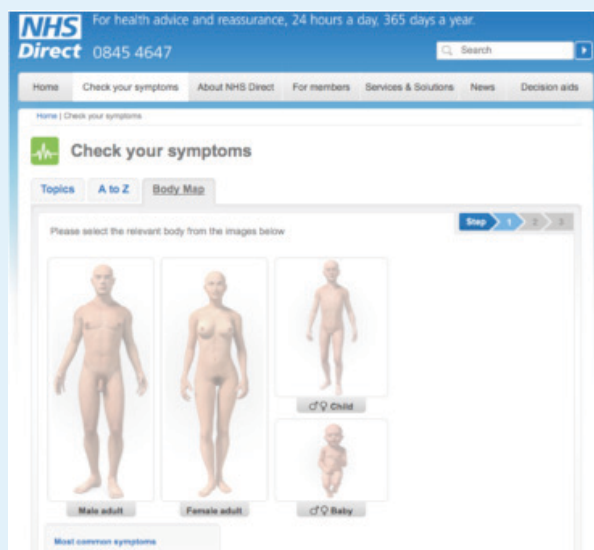 NHS
For health advice and reassurance, 24 hours a day, 365 days a year.
Direct 0845 4647
Search
Home Check your symptoms About NHS Direct For members Services & Solutions News Decision aids
Home | Check your symptoms
Check your symptoms
Topics A to Z Body Map
Please select the relevant body from the images below
Step 1 2 3
♂♀ Child
Male adult Female adult ♂♀ Baby
Most common symptoms